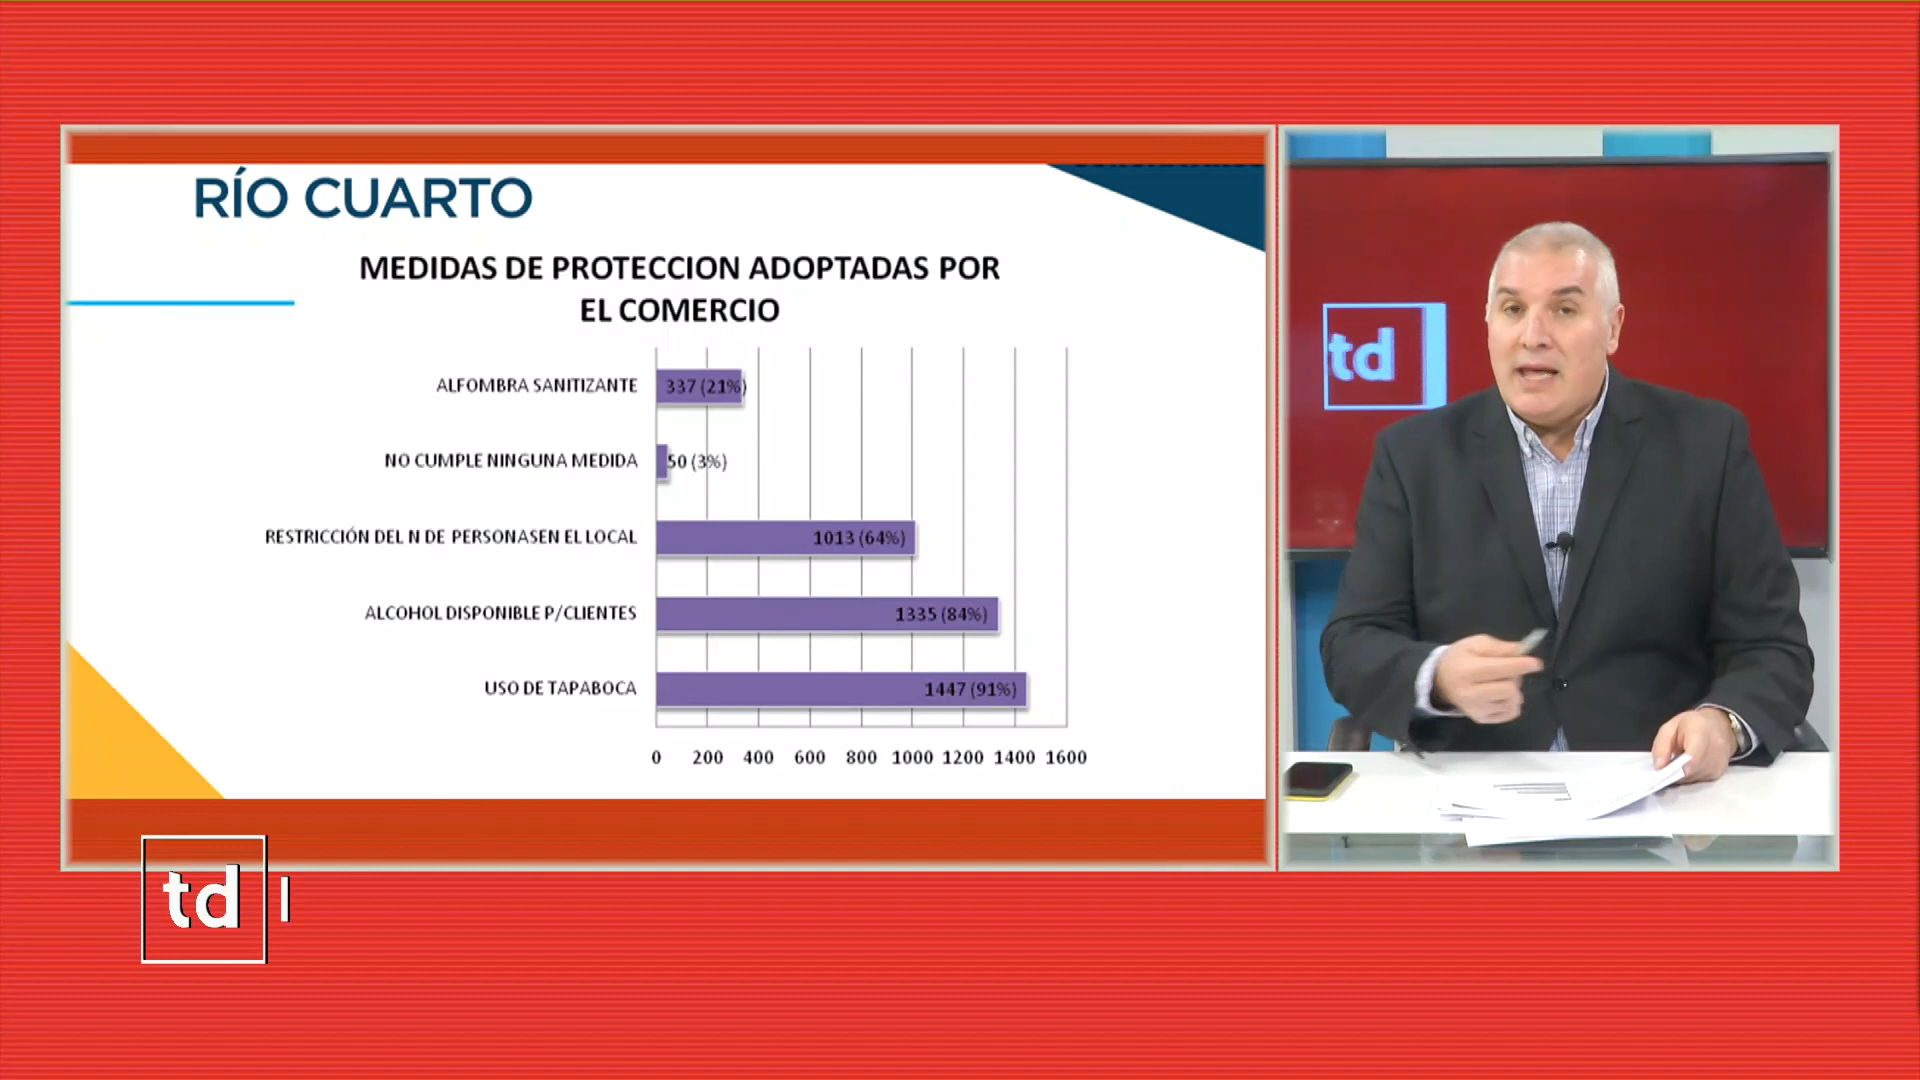 RÍO CUARTO
MEDIDAS DE PROTECCION ADOPTADAS POR
EL COMERCIO
ALFOMBRA SANITIZANTE 337 (21%)
NO CUMPLE NINGUNA MEDIDA 50 (3%)
RESTRICCIÓN DEL N DE PERSONASEN EL LOCAL 1013 (64%)
ALCOHOL DISPONIBLE P/CLIENTES 1335 (84%)
USO DE TAPABOCA 1447 (91%)
0 200 400 600 800 1000 1200 1400 1600
td
td